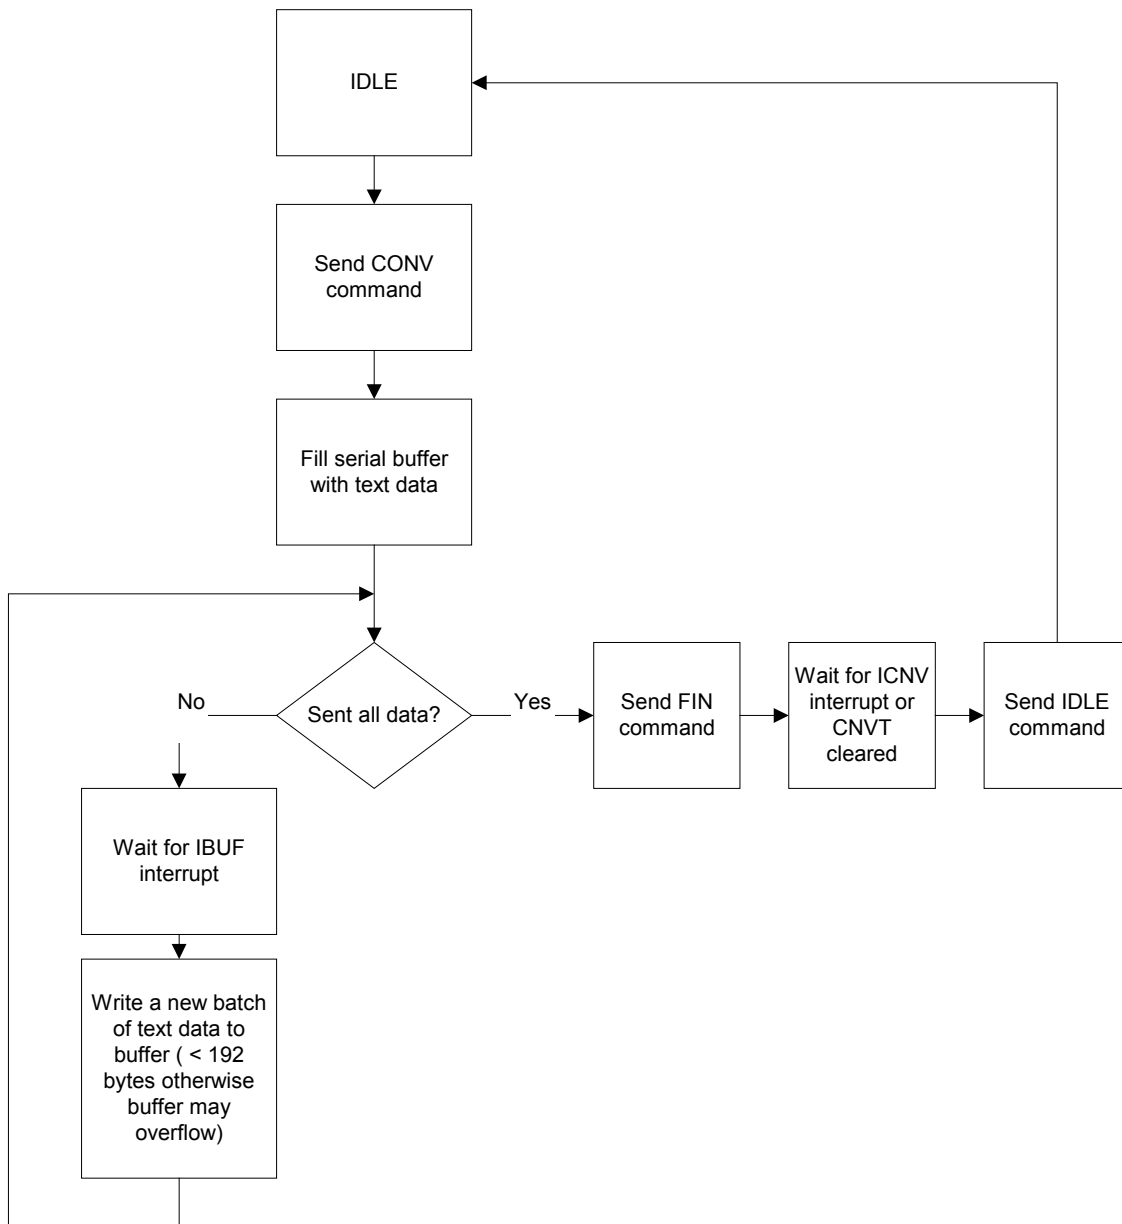 IDLE
Send CONV
command
Fill serial buffer
with text data
Sent all data?
No
Yes
Send FIN
command
Wait for ICNV
interrupt or
CNVT
cleared
Send IDLE
command
Wait for IBUF
interrupt
Write a new batch
of text data to
buffer ( < 192
bytes otherwise
buffer may
overflow)